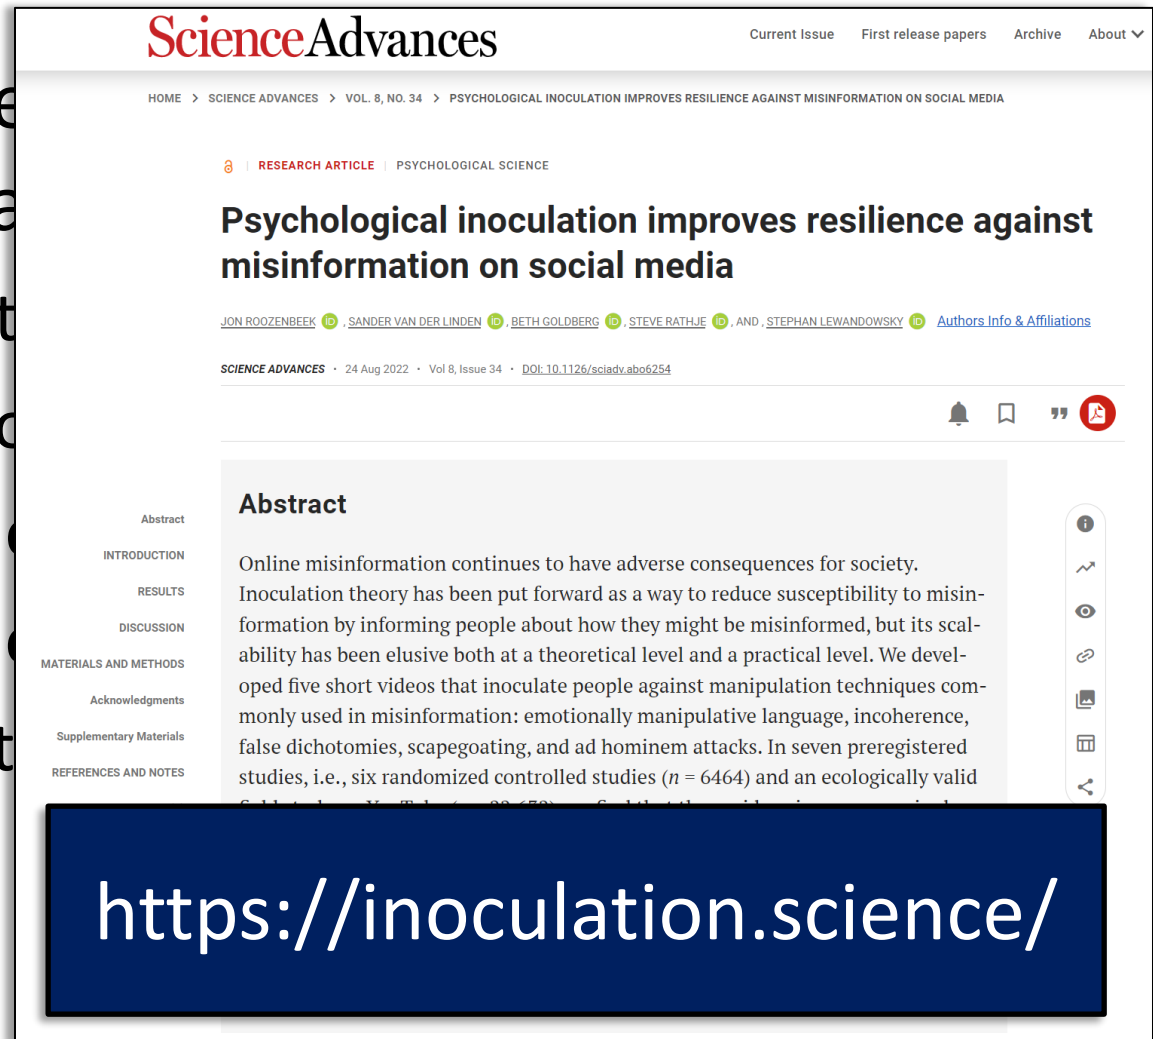 ScienceAdvances
Current Issue First release papers Archive About
HOME > SCIENCE ADVANCES > VOL. 8, NO. 34 > PSYCHOLOGICAL INOCULATION IMPROVES RESILIENCE AGAINST MISINFORMATION ON SOCIAL MEDIA
RESEARCH ARTICLE | PSYCHOLOGICAL SCIENCE
Psychological inoculation improves resilience against
misinformation on social media
JON ROOZENBEEK iD, SANDER VAN DER LINDEN iD, BETH GOLDBERG iD, STEVE RATHJE iD, AND, STEPHAN LEWANDOWSKY iD Authors Info & Affiliations
SCIENCE ADVANCES • 24 Aug 2022 • Vol 8, Issue 34 • DOI: 10.1126/sciadv.abo6254
Abstract
INTRODUCTION
RESULTS
DISCUSSION
MATERIALS AND METHODS
Acknowledgments
Supplementary Materials
REFERENCES AND NOTES
Abstract
Online misinformation continues to have adverse consequences for society.
Inoculation theory has been put forward as a way to reduce susceptibility to misin-
formation by informing people about how they might be misinformed, but its scal-
ability has been elusive both at a theoretical level and a practical level. We devel-
oped five short videos that inoculate people against manipulation techniques com-
monly used in misinformation: emotionally manipulative language, incoherence,
false dichotomies, scapegoating, and ad hominem attacks. In seven preregistered
studies, i.e., six randomized controlled studies (n = 6464) and an ecologically valid
https://inoculation.science/